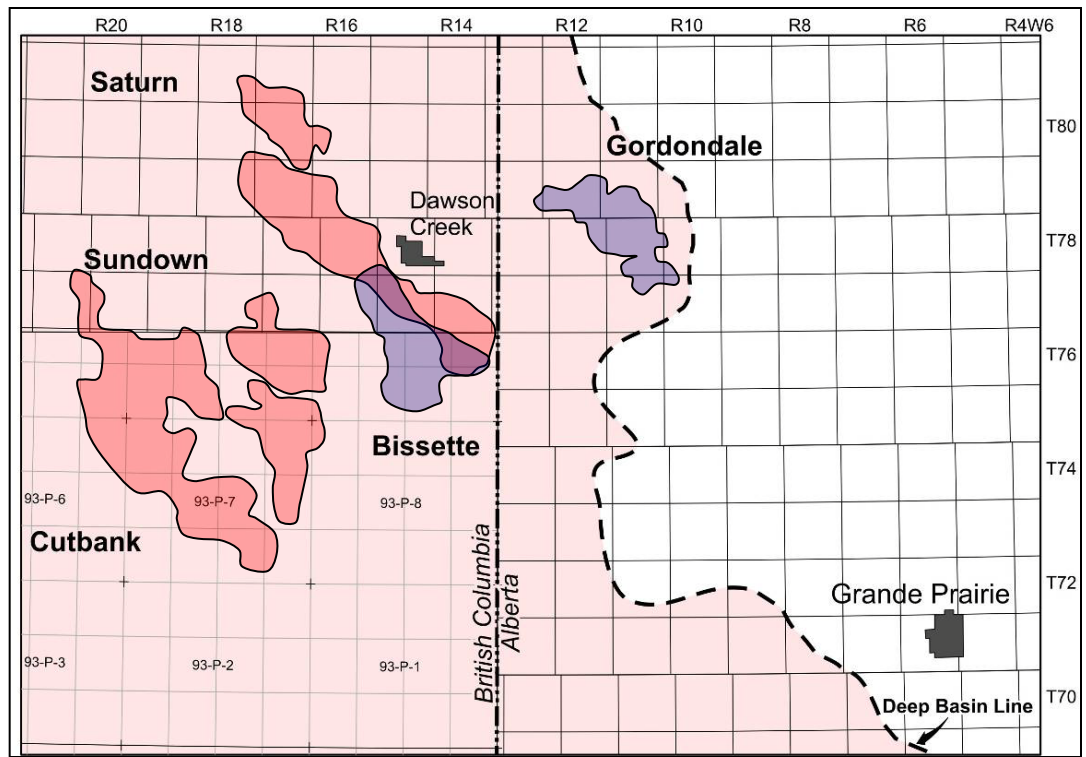 R20 R18 R16 R14 R12 R10 R8 R6 R4W6
Saturn
T80
Gordondale
Dawson
Creek
T78
Sundown
T76
Bissette
T74
93-P-6 93-P-7 93-P-8
Cutbank
British Columbia
Alberta
T72
Grande Prairie
93-P-3 93-P-2 93-P-1
T70
Deep Basin Line